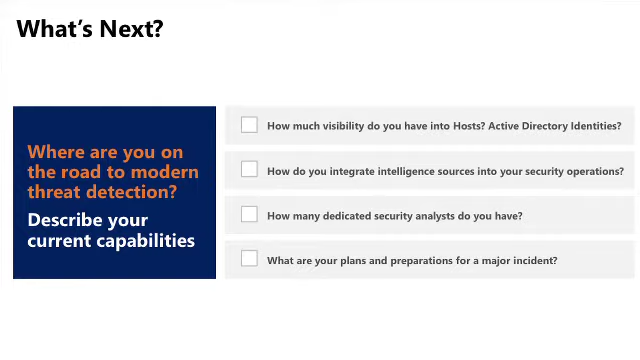 What's Next?
Where are you on
the road to modern
threat detection?
Describe your
current capabilities
How much visibility do you have into Hosts? Active Directory Identities?
How do you integrate intelligence sources into your security operations?
How many dedicated security analysts do you have?
What are your plans and preparations for a major incident?